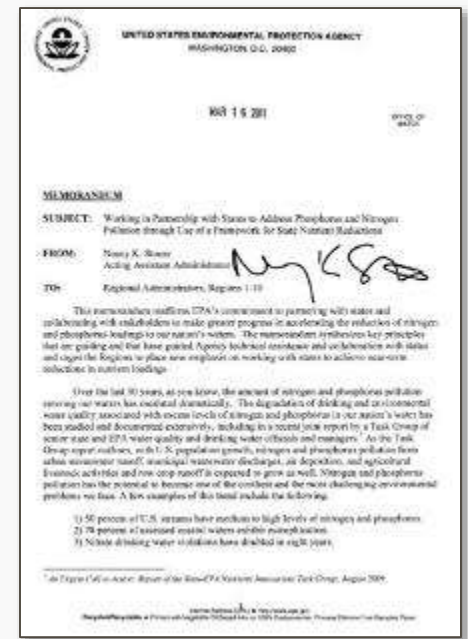 UNITED STATES ENVIRONMENTAL PROTECTION AGENCY
WASHINGTON, D.C. 20460
MAR 16 2011
OFFICE OF
WATER
MEMORANDUM
SUBJECT: Working in Partnership with States to Address Phosphorus and Nitrogen
Pollution through Use of a Framework for State Nutrient Reductions
FROM: Nancy K. Stoner
Acting Assistant Administrator
TO: Regional Administrators, Regions 1-10
This memorandum reaffirms EPA's commitment to partnering with states and
collaborating with stakeholders to make greater progress in accelerating the reduction of nitrogen
and phosphorus loadings to our nation's waters. The memorandum synthesizes key principles
that are guiding and that have guided Agency technical assistance and collaboration with states
and urges the Regions to place new emphasis on working with states to achieve near-term
reductions in nutrient loadings.
Over the last 50 years, as you know, the amount of nitrogen and phosphorus pollution
entering our waters has escalated dramatically. The degradation of drinking and environmental
water quality associated with excess levels of nitrogen and phosphorus in our nation's water has
been studied and documented extensively, including in a recent joint report by a Task Group of
senior state and EPA water quality and drinking water officials and managers.¹ As the Task
Group report outlines, with U.S. population growth, nitrogen and phosphorus pollution from
urban stormwater runoff, municipal wastewater discharges, air deposition, and agricultural
livestock activities and row crop runoff is expected to grow as well. Nitrogen and phosphorus
pollution has the potential to become one of the costliest and the most challenging environmental
problems we face. A few examples of this trend include the following:
1) 50 percent of U.S. streams have medium to high levels of nitrogen and phosphorus.
2) 78 percent of assessed coastal waters exhibit eutrophication.
3) Nitrate drinking water violations have doubled in eight years.
¹ An Urgent Call to Action: Report of the State-EPA Nutrient Innovations Task Group, August 2009.